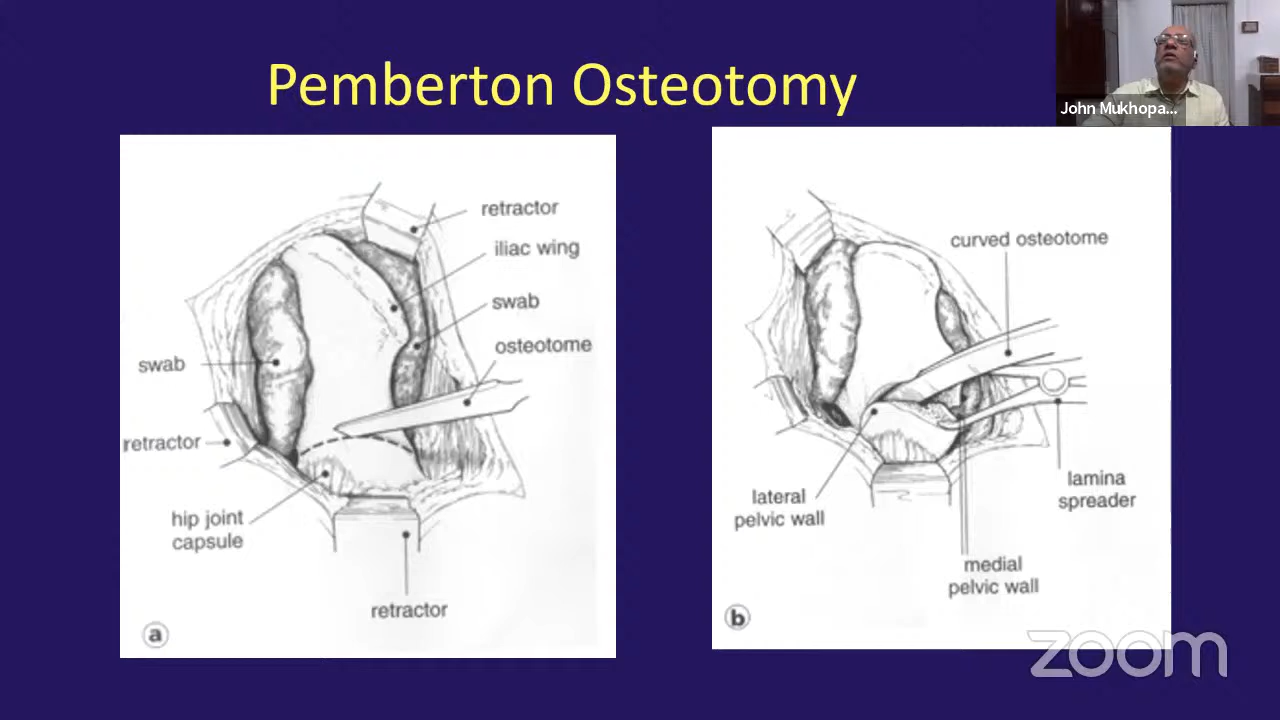 Pemberton Osteotomy
John Mukhopa...
retractor
iliac wing
swab
osteotome
swab
retractor
hip joint
capsule
retractor
a
curved osteotome
lateral
pelvic wall
lamina
spreader
medial
pelvic wall
b
zoom